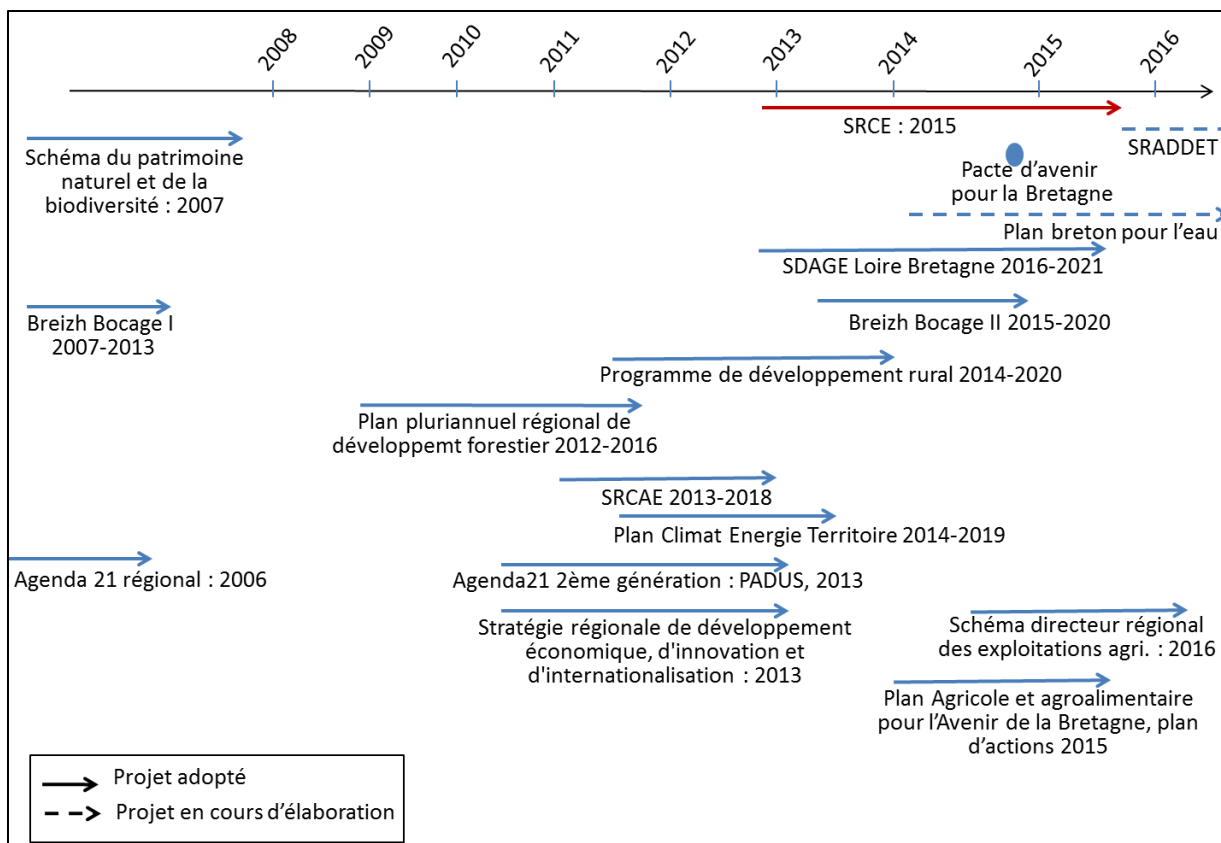 2008
2009
2010
2011
2012
2013
2014
2015
2016
SRCE : 2015
Schéma du patrimoine
naturel et de la
biodiversité : 2007
SRADDET
Pacte d’avenir
pour la Bretagne
Plan breton pour l’eau
SDAGE Loire Bretagne 2016-2021
Breizh Bocage I
2007-2013
Breizh Bocage II 2015-2020
Programme de développement rural 2014-2020
Plan pluriannuel régional de
développemt forestier 2012-2016
SRCAE 2013-2018
Plan Climat Energie Territoire 2014-2019
Agenda 21 régional : 2006
Agenda21 2ème génération : PADUS, 2013
Stratégie régionale de développement
économique, d'innovation et
d'internationalisation : 2013
Schéma directeur régional
des exploitations agri. : 2016
Plan Agricole et agroalimentaire
pour l’Avenir de la Bretagne, plan
d’actions 2015
Projet adopté
Projet en cours d’élaboration